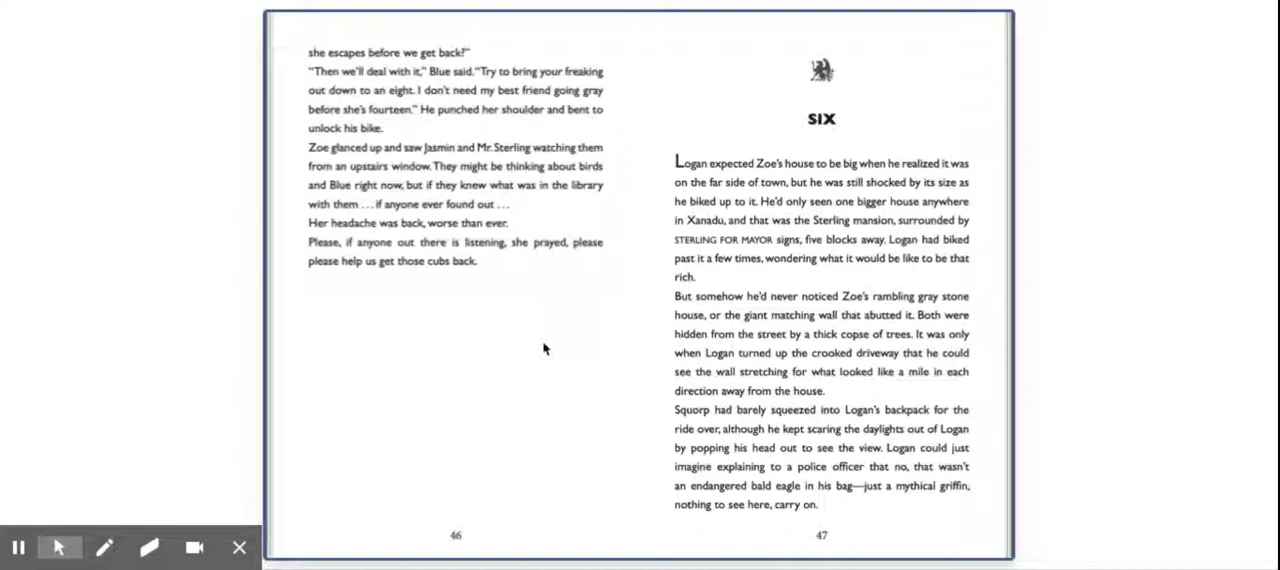 she escapes before we get back?"
"Then we'll deal with it," Blue said. "Try to bring your freaking
out down to an eight. I don't need my best friend going gray
before she's fourteen." He punched her shoulder and bent to
unlock his bike.
Zoe glanced up and saw Jasmin and Mr. Sterling watching them
from an upstairs window. They might be thinking about birds
and Blue right now, but if they knew what was in the library
with them . . . if anyone ever found out . . .
Her headache was back, worse than ever.
Please, if anyone out there is listening, she prayed, please
please help us get those cubs back.
46
SIX
Logan expected Zoe's house to be big when he realized it was
on the far side of town, but he was still shocked by its size as
he biked up to it. He'd only seen one bigger house anywhere
in Xanadu, and that was the Sterling mansion, surrounded by
STERLING FOR MAYOR signs, five blocks away. Logan had biked
past it a few times, wondering what it would be like to be that
rich.
But somehow he'd never noticed Zoe's rambling gray stone
house, or the giant matching wall that abutted it. Both were
hidden from the street by a thick copse of trees. It was only
when Logan turned up the crooked driveway that he could
see the wall stretching for what looked like a mile in each
direction away from the house.
Squorp had barely squeezed into Logan's backpack for the
ride over, although he kept scaring the daylights out of Logan
by popping his head out to see the view. Logan could just
imagine explaining to a police officer that no, that wasn't
an endangered bald eagle in his bag—just a mythical griffin,
nothing to see here, carry on.
47